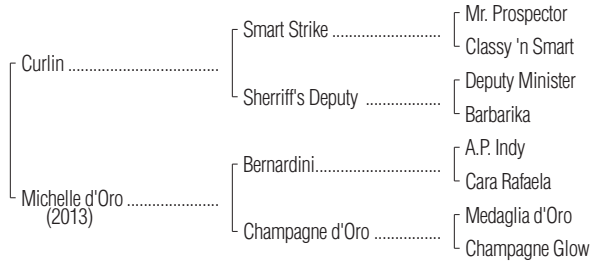 Mr. Prospector
Smart Strike ....................
Classy 'n Smart
Curlin ..................................
Deputy Minister
Sherriff's Deputy .................
Barbarika
A.P. Indy
Bernardini............................
Cara Rafaela
Michelle d'Oro .....................
(2013)
Medaglia d'Oro
Champagne d'Oro ...............
Champagne Glow